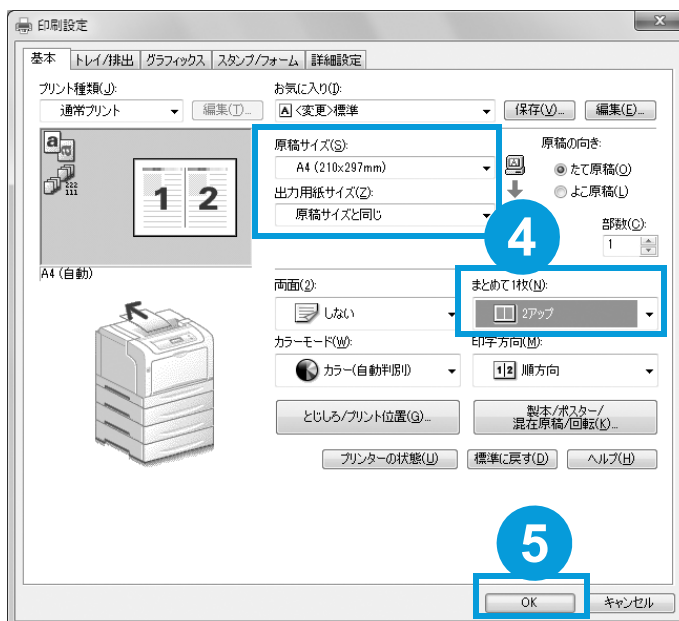 印刷設定
基本 トレイ/排出 グラフィックス スタンプ/フォーム 詳細設定
プリント種類(J):
通常プリント
編集(T)...
お気に入り(I):
A <変更>標準
保存(V)...
編集(E)...
a
a
1 2
222
111
A4 (自動)
原稿サイズ(S):
A4 (210x297mm)
出力用紙サイズ(Z):
原稿サイズと同じ
原稿の向き:
A
たて原稿(O)
よこ原稿(L)
4
部数(C):
1
両面(2):
しない
まとめて1枚(N):
2アップ
カラーモード(W):
カラー(自動判別)
印字方向(M):
1 2 順方向
とじしろ/プリント位置(G)...
製本/ポスター/
混在原稿/回転(K)...
プリンターの状態(U)
標準に戻す(D)
ヘルプ(H)
5
OK
キャンセル